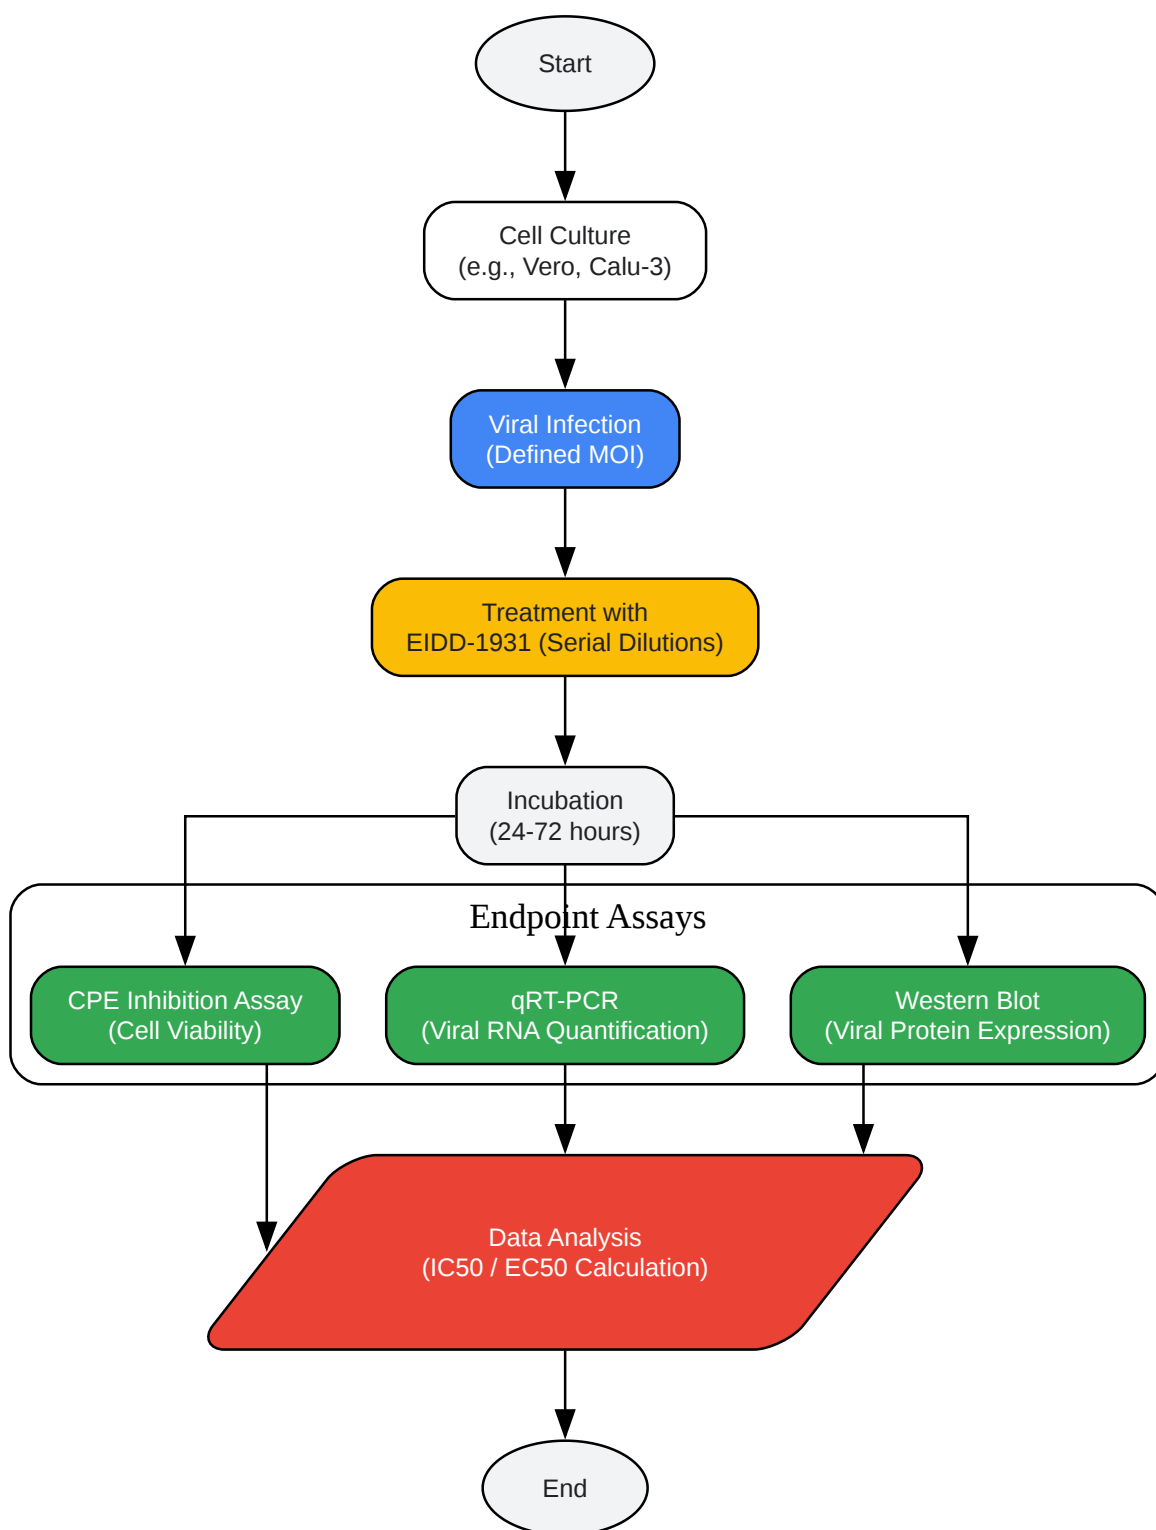 Start
Cell Culture
(e.g., Vero, Calu-3)
Viral Infection
(Defined MOI)
Treatment with
EIDD-1931 (Serial Dilutions)
Incubation
(24-72 hours)
Endpoint Assays
CPE Inhibition Assay
(Cell Viability)
qRT-PCR
(Viral RNA Quantification)
Western Blot
(Viral Protein Expression)
Data Analysis
(IC50 / EC50 Calculation)
End